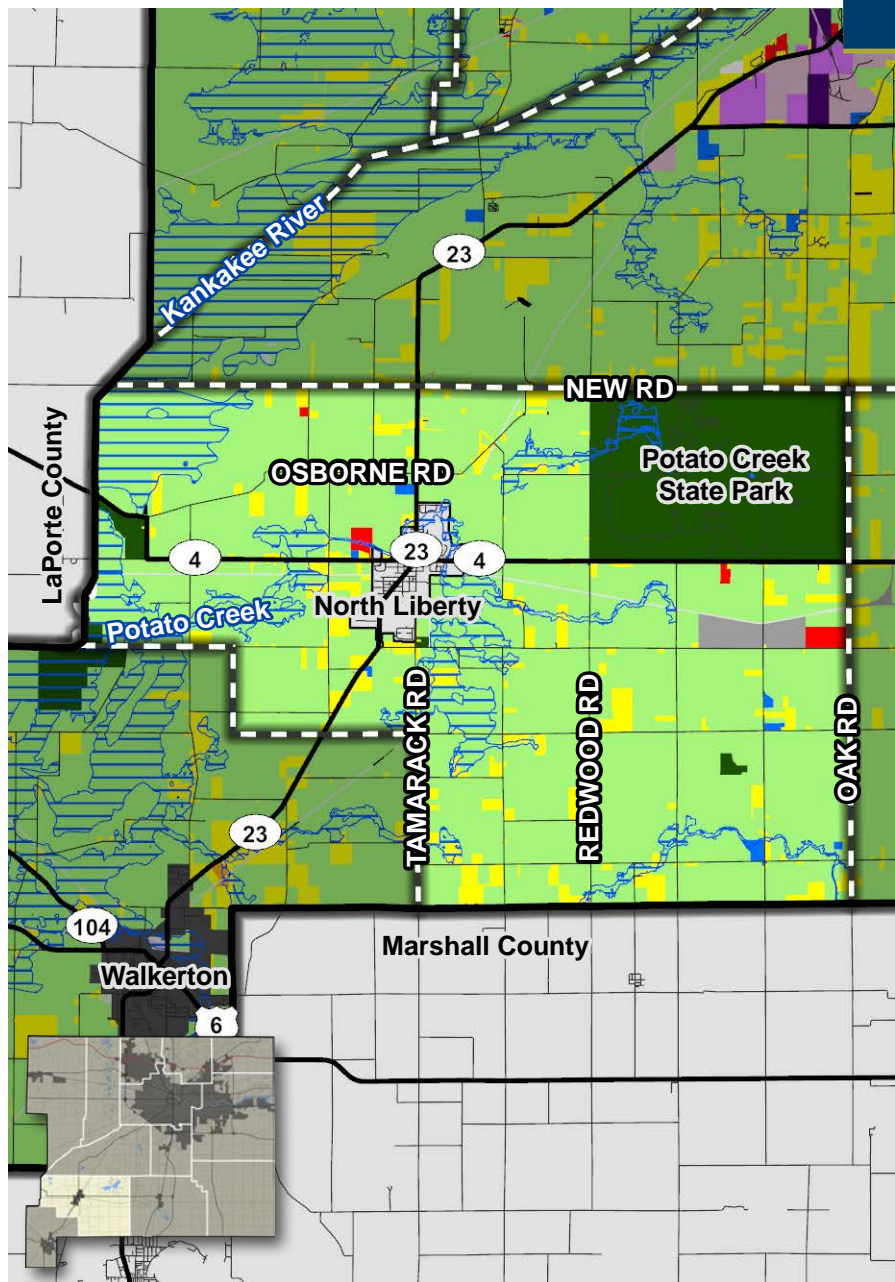 Kankakee River
23
NEW RD
LaPorte County
OSBORNE RD
Potato Creek
State Park
4
23
4
North Liberty
Potato Creek
TAMARACK RD
REDWOOD RD
OAK RD
23
104
Walkerton
Marshall County
6